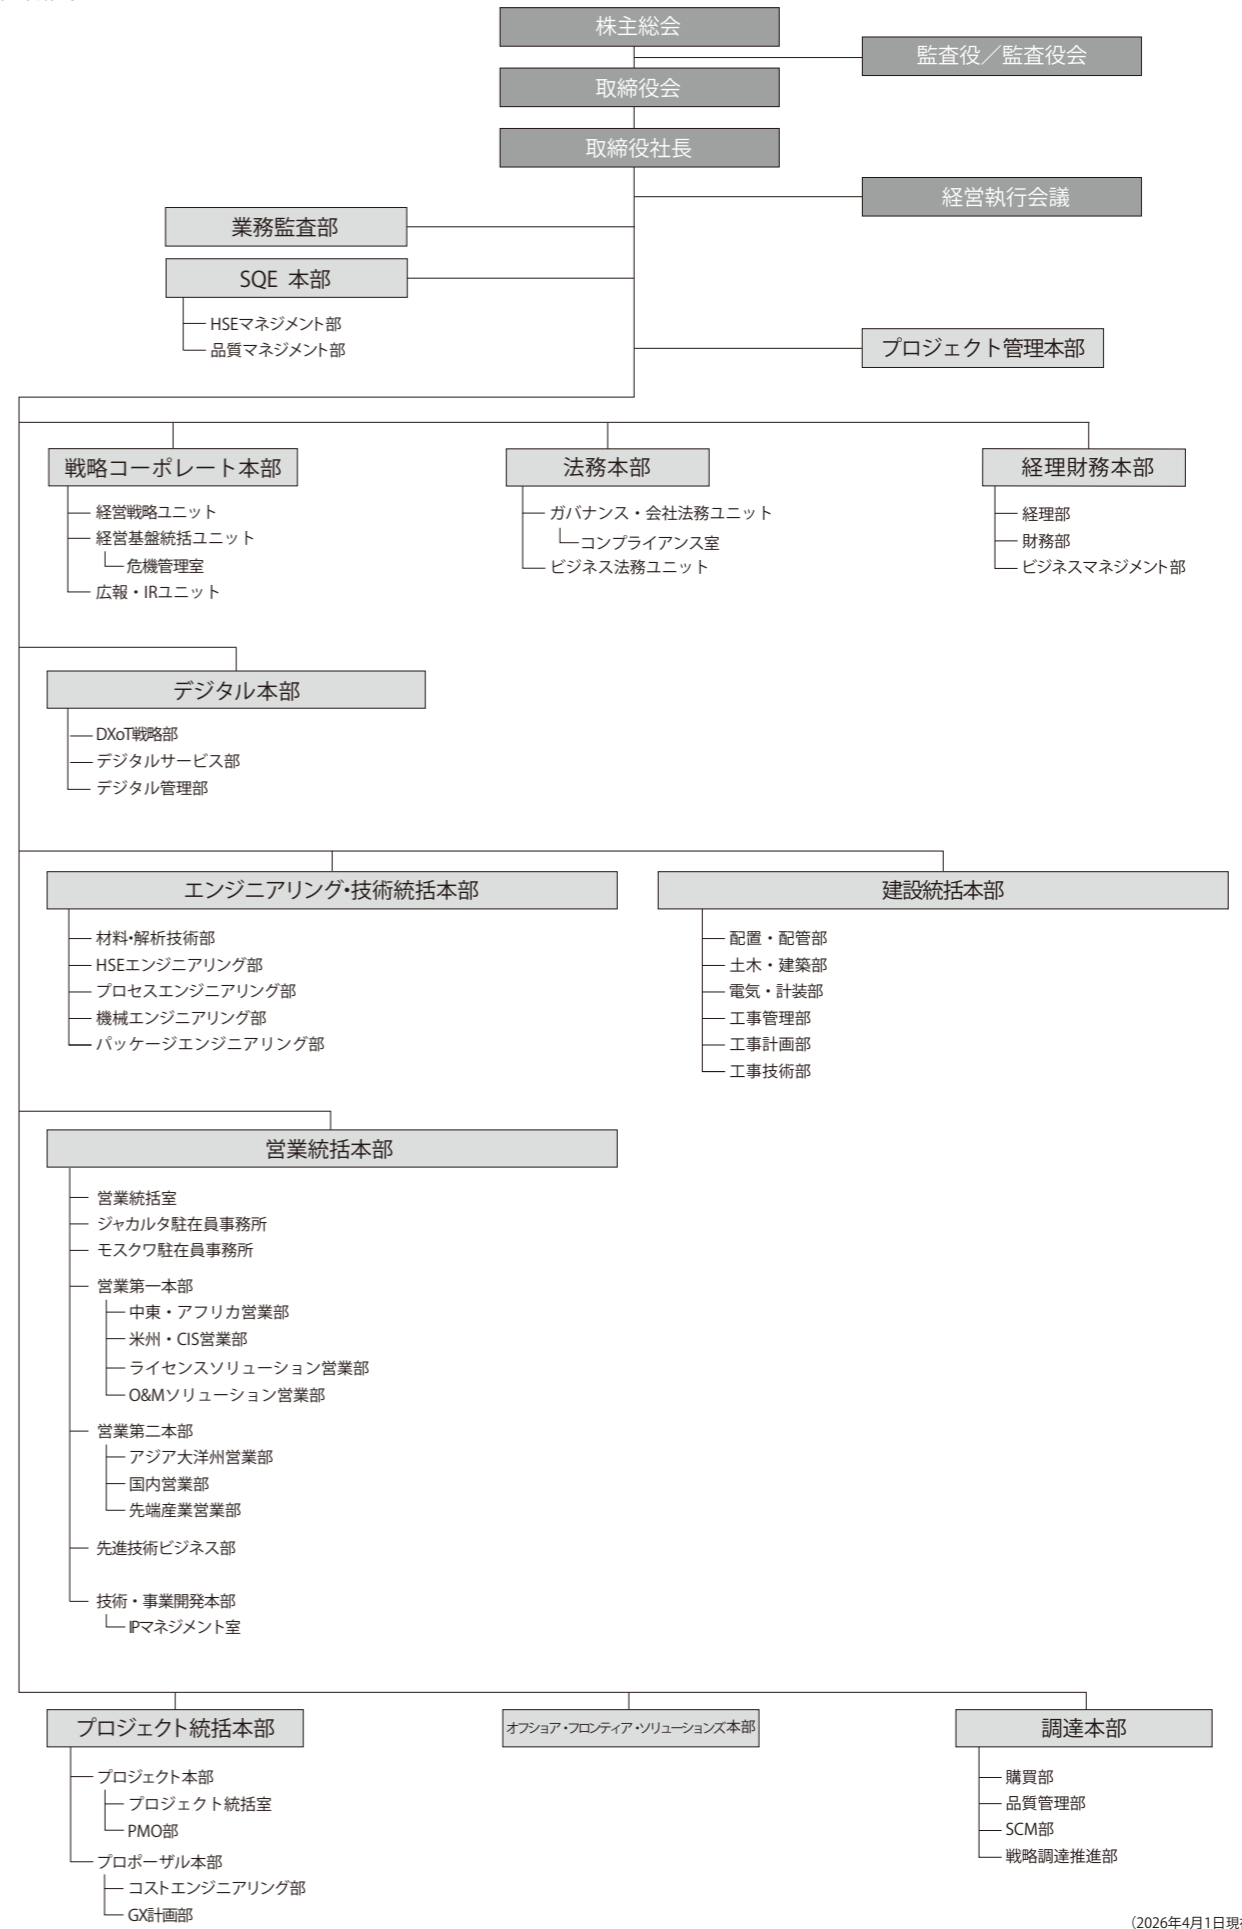 株主総会
監査役／監査役会
取締役会
取締役社長
経営執行会議
業務監査部
SQE 本部
HSEマネジメント部
品質マネジメント部
プロジェクト管理本部
戦略コーポレート本部
経営戦略ユニット
経営基盤統括ユニット
危機管理室
広報・IRユニット
法務本部
ガバナンス・会社法務ユニット
コンプライアンス室
ビジネス法務ユニット
経理財務本部
経理部
財務部
ビジネスマネジメント部
デジタル本部
DXoT戦略部
デジタルサービス部
デジタル管理部
エンジニアリング・技術統括本部
材料・解析技術部
HSEエンジニアリング部
プロセスエンジニアリング部
機械エンジニアリング部
パッケージエンジニアリング部
建設統括本部
配置・配管部
土木・建築部
電気・計装部
工事管理部
工事計画部
工事技術部
営業統括本部
営業統括室
ジャカルタ駐在員事務所
モスクワ駐在員事務所
営業第一本部
中東・アフリカ営業部
米州・CIS営業部
ライセンスソリューション営業部
O&Mソリューション営業部
営業第二本部
アジア大洋州営業部
国内営業部
先端産業営業部
先進技術ビジネス部
技術・事業開発本部
IPマネジメント室
プロジェクト統括本部
プロジェクト本部
プロジェクト統括室
PMO部
プロポーザル本部
コストエンジニアリング部
GX計画部
オフショア・フロンティア・ソリューションズ本部
調達本部
購買部
品質管理部
SCM部
戦略調達推進部
（2026年4月1日現